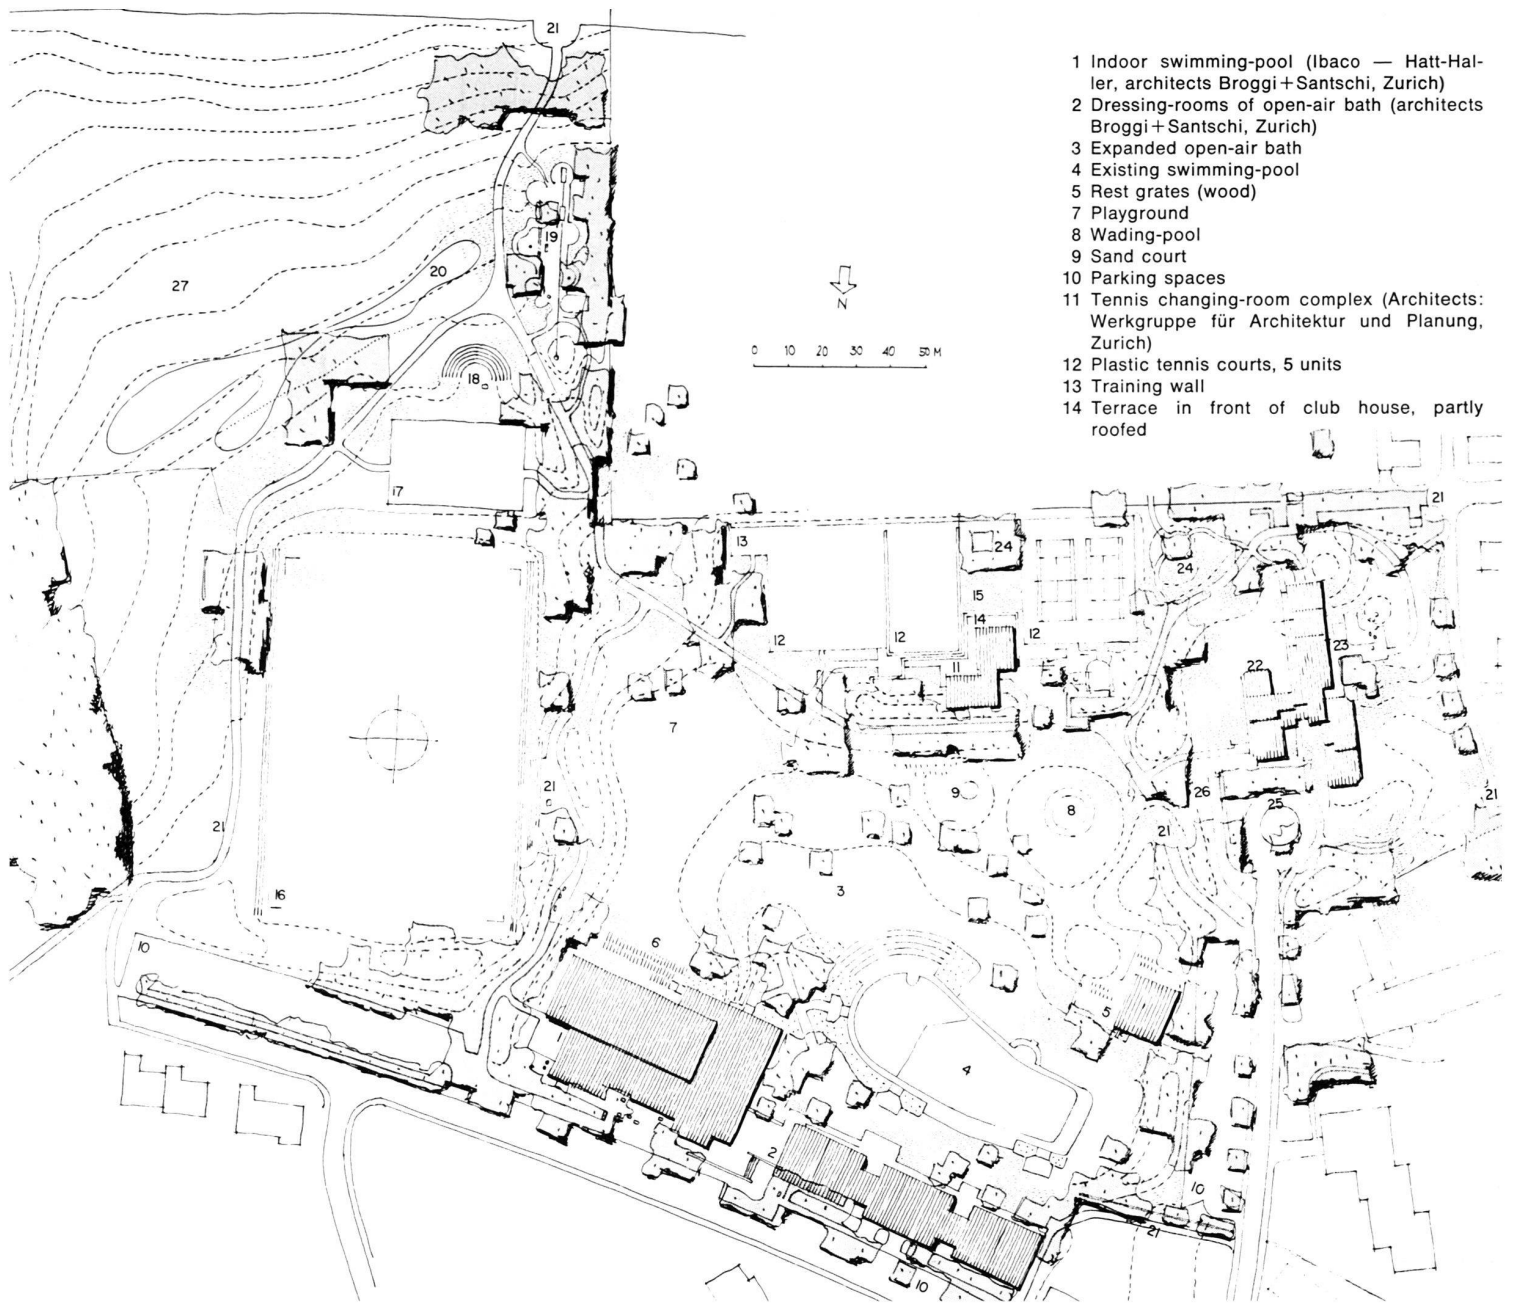 1 Indoor swimming-pool (Ibaco — Hatt-Hal-
ler, architects Broggi+Santschi, Zurich)
2 Dressing-rooms of open-air bath (architects
Broggi+Santschi, Zurich)
3 Expanded open-air bath
4 Existing swimming-pool
5 Rest grates (wood)
7 Playground
8 Wading-pool
9 Sand court
10 Parking spaces
11 Tennis changing-room complex (Architects:
Werkgruppe für Architektur und Planung,
Zurich)
12 Plastic tennis courts, 5 units
13 Training wall
14 Terrace in front of club house, partly
roofed
21
19
20
27
N
0 10 20 30 40 50 M
18
17
21
13
24
24
15
14
12
12
12
11
23
22
7
21
9
8
26
25
21
21
21
3
16
10
6
5
4
2
10
21
10